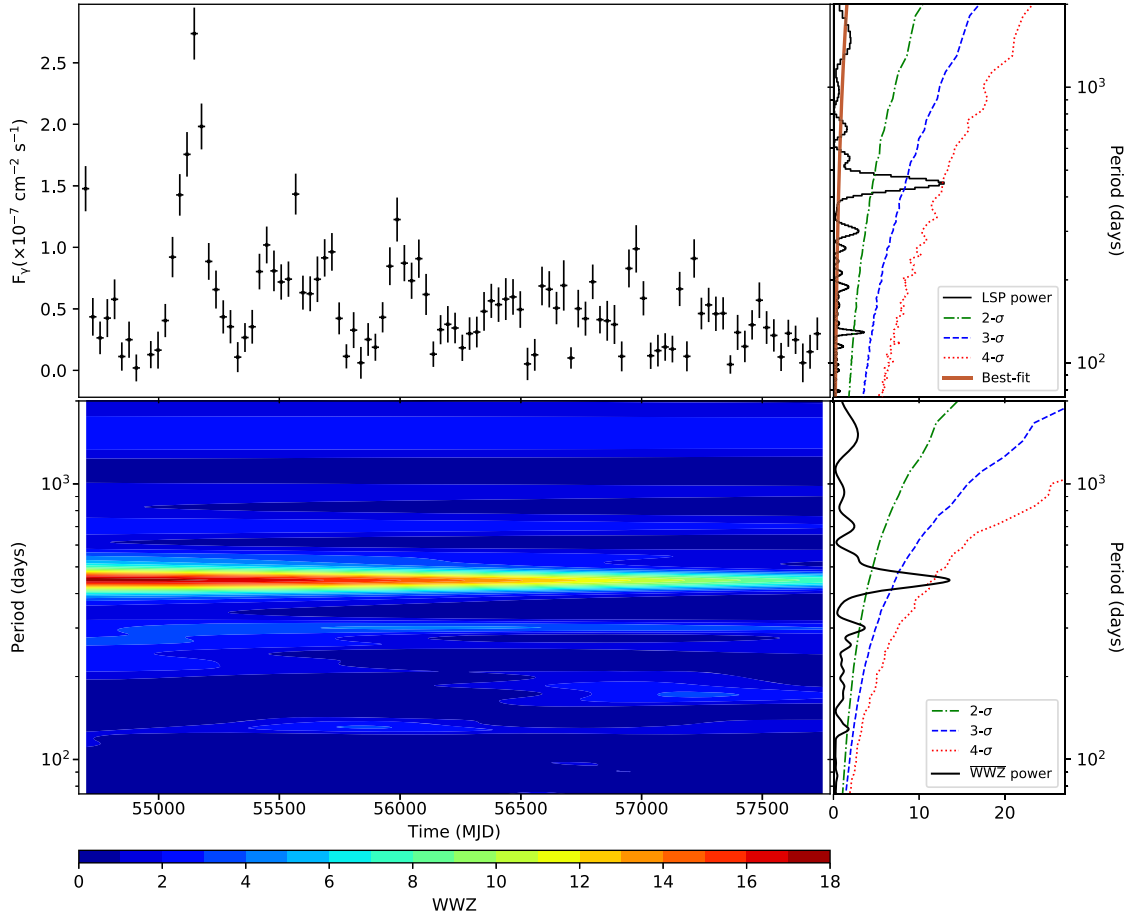 F_γ(×10⁻⁷ cm⁻² s⁻¹)
2.5
2.0
1.5
1.0
0.5
0.0
10³
10²
Period (days)
LSP power
2-σ
3-σ
4-σ
Best-fit
Period (days)
10³
10²
55000
55500
56000
56500
57000
57500
Time (MJD)
10³
10²
Period (days)
2-σ
3-σ
4-σ
W̅W̅Z̅ power
0
10
20
0
2
4
6
8
10
12
14
16
18
WWZ